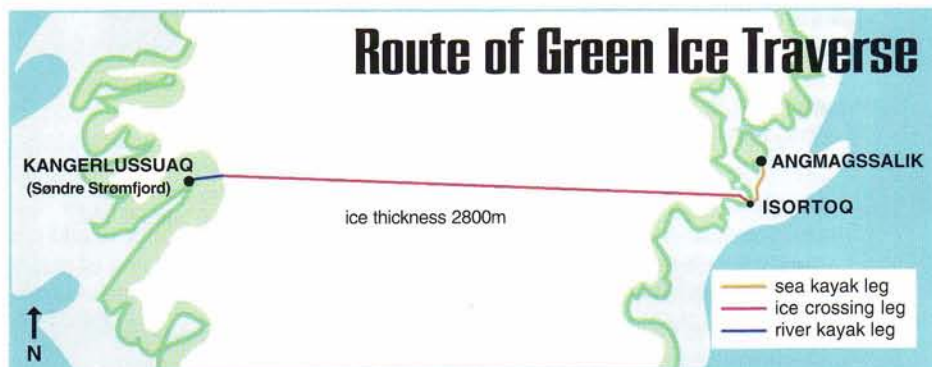 Route of Green Ice Traverse
KANGERLUSSUAQ
(Søndre Strømfjord)
ANGMAGSSALIK
ISORTOQ
ice thickness 2800m
sea kayak leg
ice crossing leg
river kayak leg
N